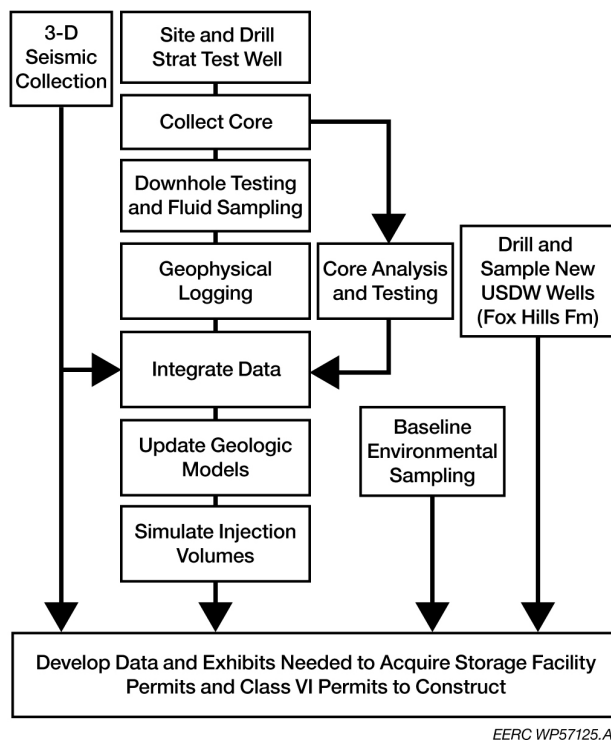 3-D
Seismic
Collection
Site and Drill
Strat Test Well
Collect Core
Downhole Testing
and Fluid Sampling
Geophysical
Logging
Core Analysis
and Testing
Drill and
Sample New
USDW Wells
(Fox Hills Fm)
Integrate Data
Update Geologic
Models
Baseline
Environmental
Sampling
Simulate Injection
Volumes
Develop Data and Exhibits Needed to Acquire Storage Facility
Permits and Class VI Permits to Construct
EERC WP57125.A